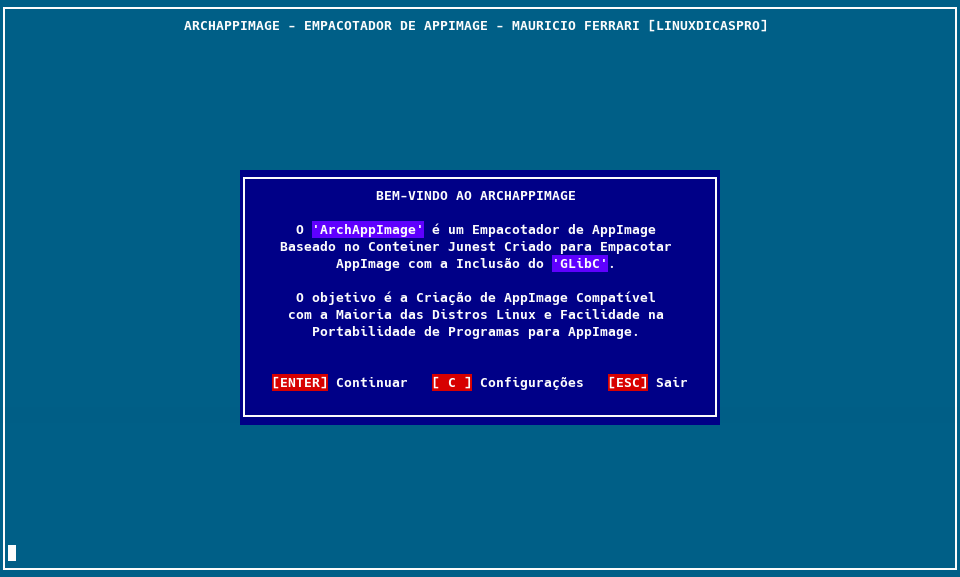 ARCHAPPIMAGE - EMPACOTADOR DE APPIMAGE - MAURICIO FERRARI [LINUXDICASPRO]
BEM-VINDO AO ARCHAPPIMAGE
O 'ArchAppImage' é um Empacotador de AppImage
Baseado no Conteiner Junest Criado para Empacotar
AppImage com a Inclusão do 'GLibC'.
O objetivo é a Criação de AppImage Compatível
com a Maioria das Distros Linux e Facilidade na
Portabilidade de Programas para AppImage.
[ENTER] Continuar [ C ] Configurações [ESC] Sair